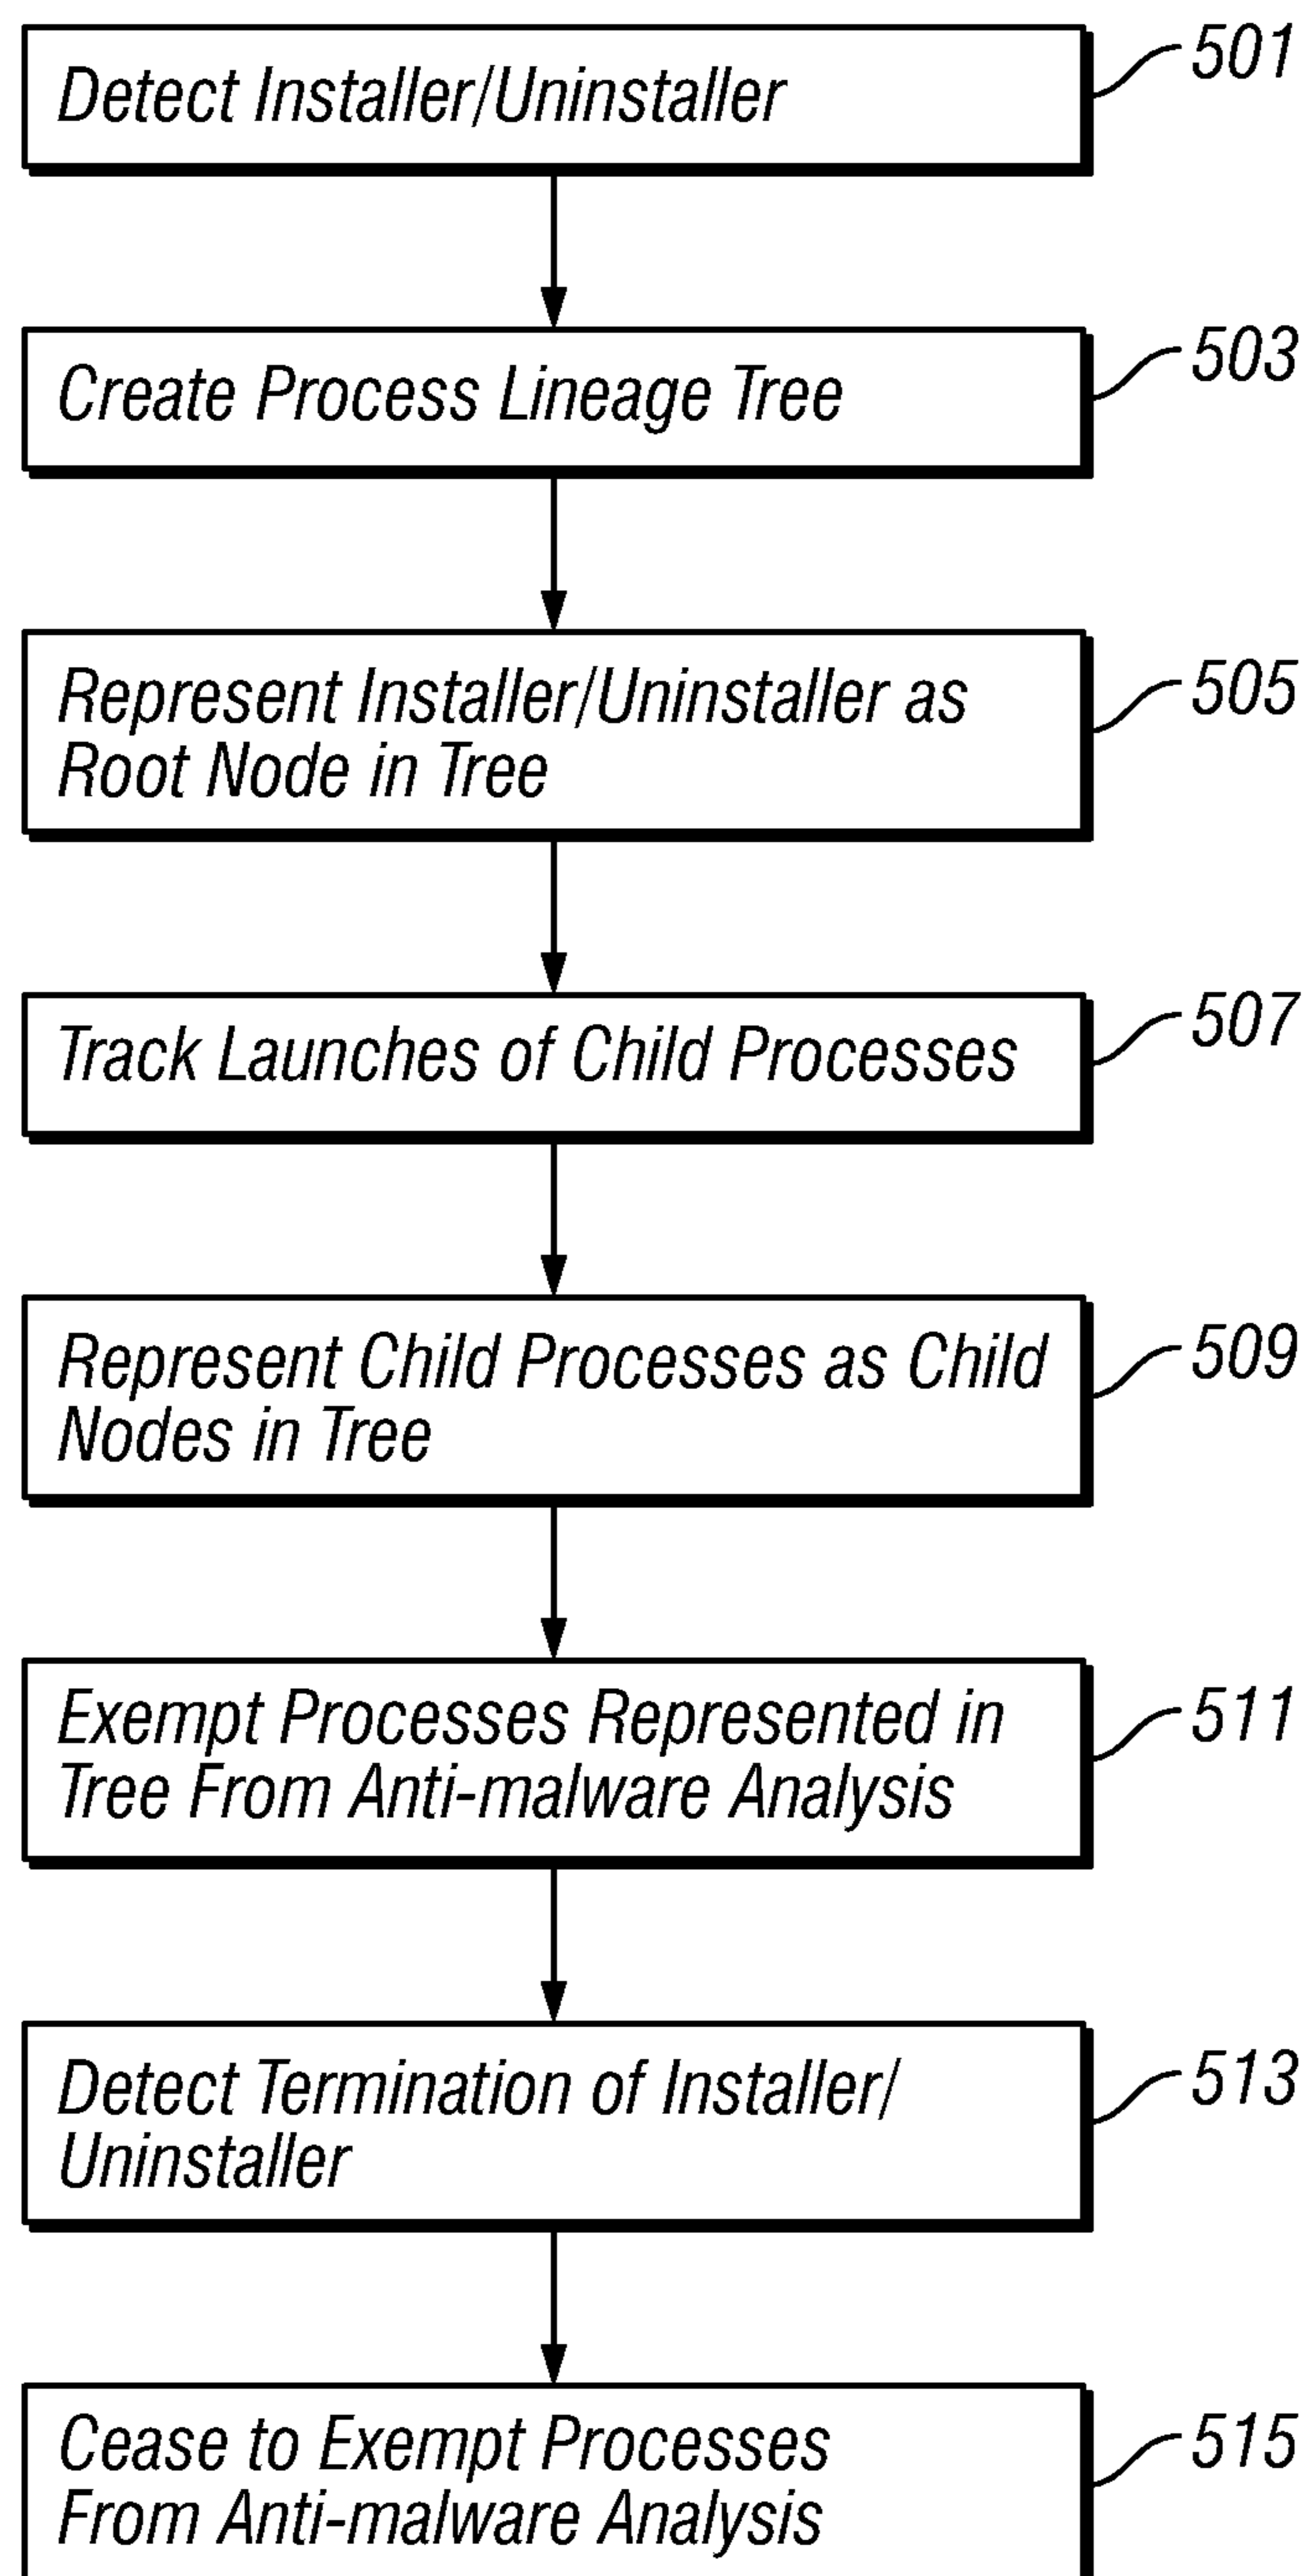 Detect Installer/Uninstaller
501
Create Process Lineage Tree
503
Represent Installer/Uninstaller as
Root Node in Tree
505
Track Launches of Child Processes
507
Represent Child Processes as Child
Nodes in Tree
509
Exempt Processes Represented in
Tree From Anti-malware Analysis
511
Detect Termination of Installer/
Uninstaller
513
Cease to Exempt Processes
From Anti-malware Analysis
515